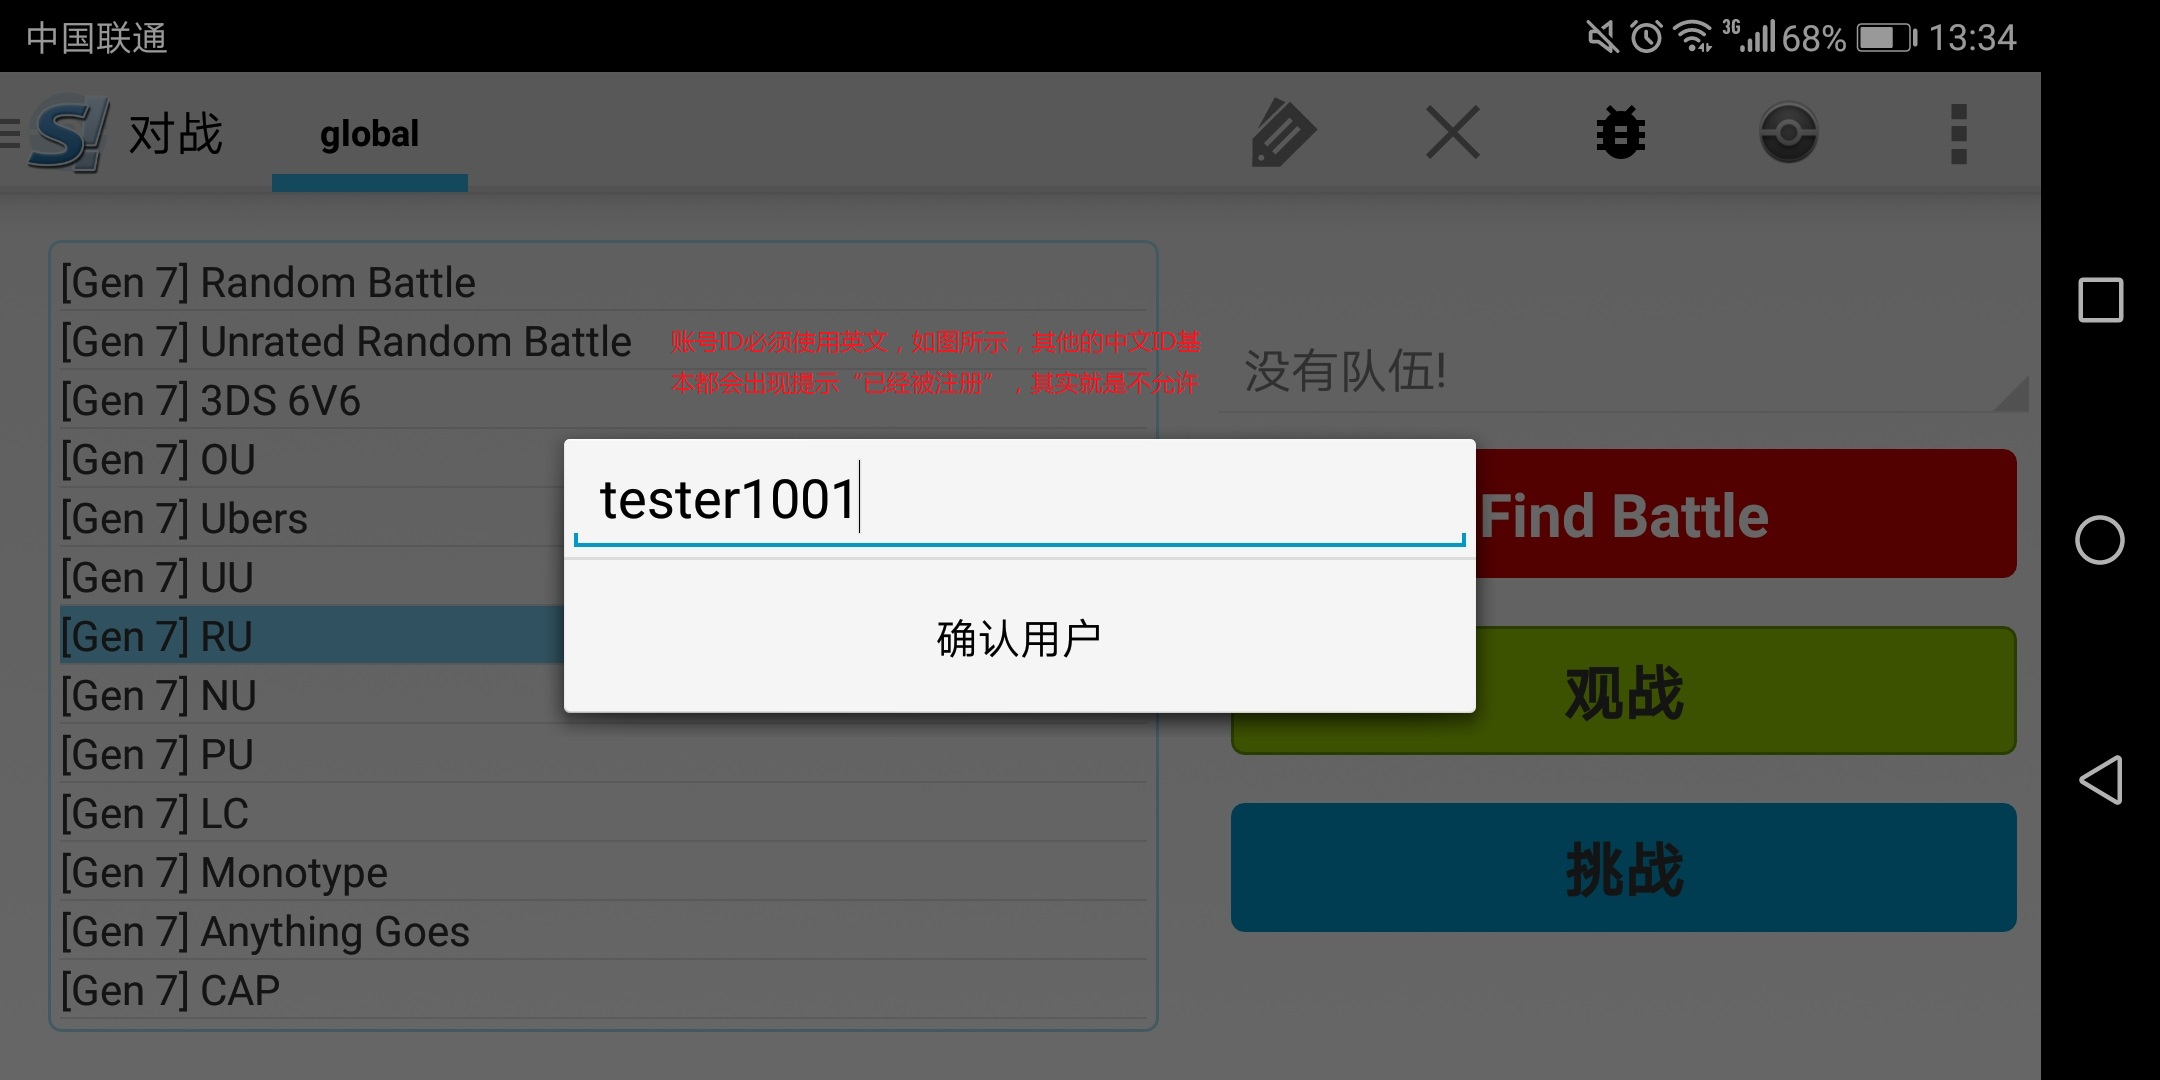 中国联通
3G 68% 13:34
S! 对战 global
[Gen 7] Random Battle
[Gen 7] Unrated Random Battle
账号ID必须使用英文，如图所示，其他的中文ID基
本都会出现提示“已经被注册”，其实就是不允许
[Gen 7] 3DS 6V6
[Gen 7] OU
[Gen 7] Ubers
[Gen 7] UU
[Gen 7] RU
[Gen 7] NU
[Gen 7] PU
[Gen 7] LC
[Gen 7] Monotype
[Gen 7] Anything Goes
[Gen 7] CAP
tester1001
确认用户
没有队伍!
Find Battle
观战
挑战